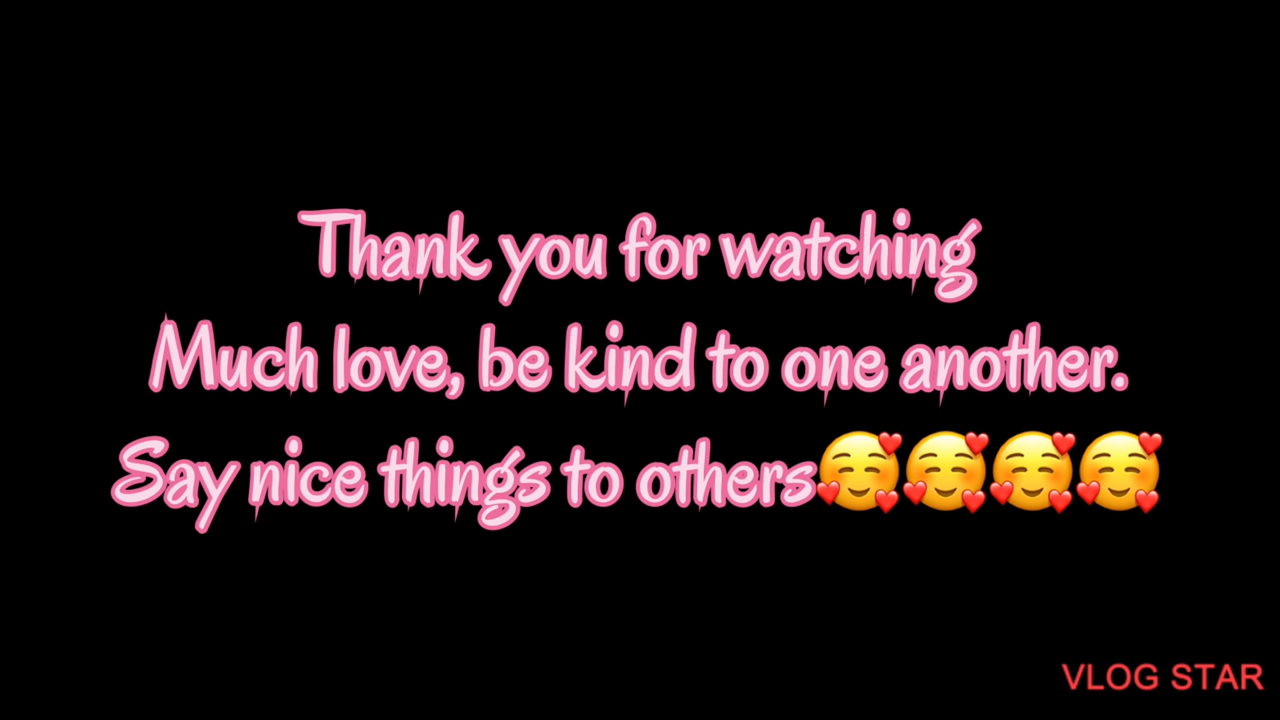 Thank you for watching
Much love, be kind to one another.
Say nice things to others🥰🥰🥰🥰
VLOG STAR